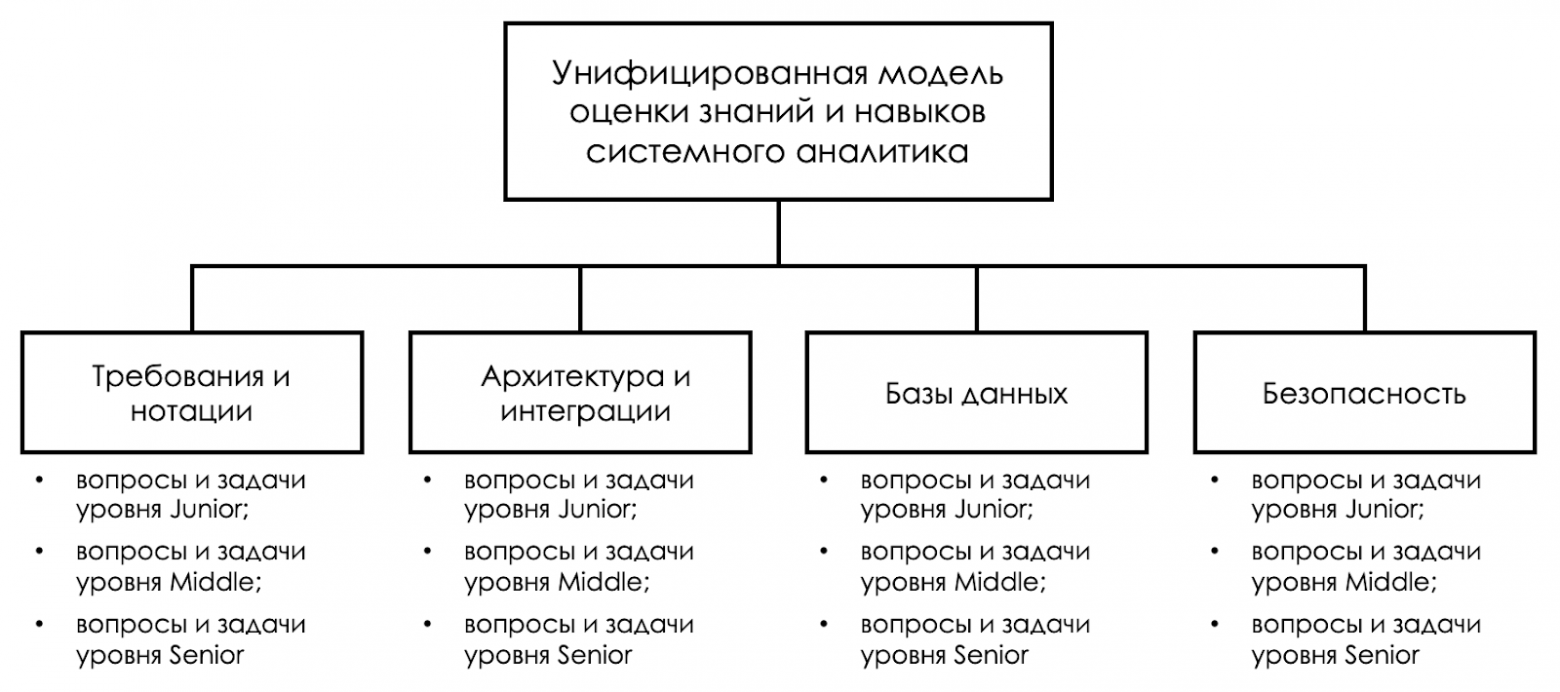 Унифицированная модель
оценки знаний и навыков
системного аналитика
Требования и
нотации
• вопросы и задачи
уровня Junior;
• вопросы и задачи
уровня Middle;
• вопросы и задачи
уровня Senior
Архитектура и
интеграции
• вопросы и задачи
уровня Junior;
• вопросы и задачи
уровня Middle;
• вопросы и задачи
уровня Senior
Базы данных
• вопросы и задачи
уровня Junior;
• вопросы и задачи
уровня Middle;
• вопросы и задачи
уровня Senior
Безопасность
• вопросы и задачи
уровня Junior;
• вопросы и задачи
уровня Middle;
• вопросы и задачи
уровня Senior